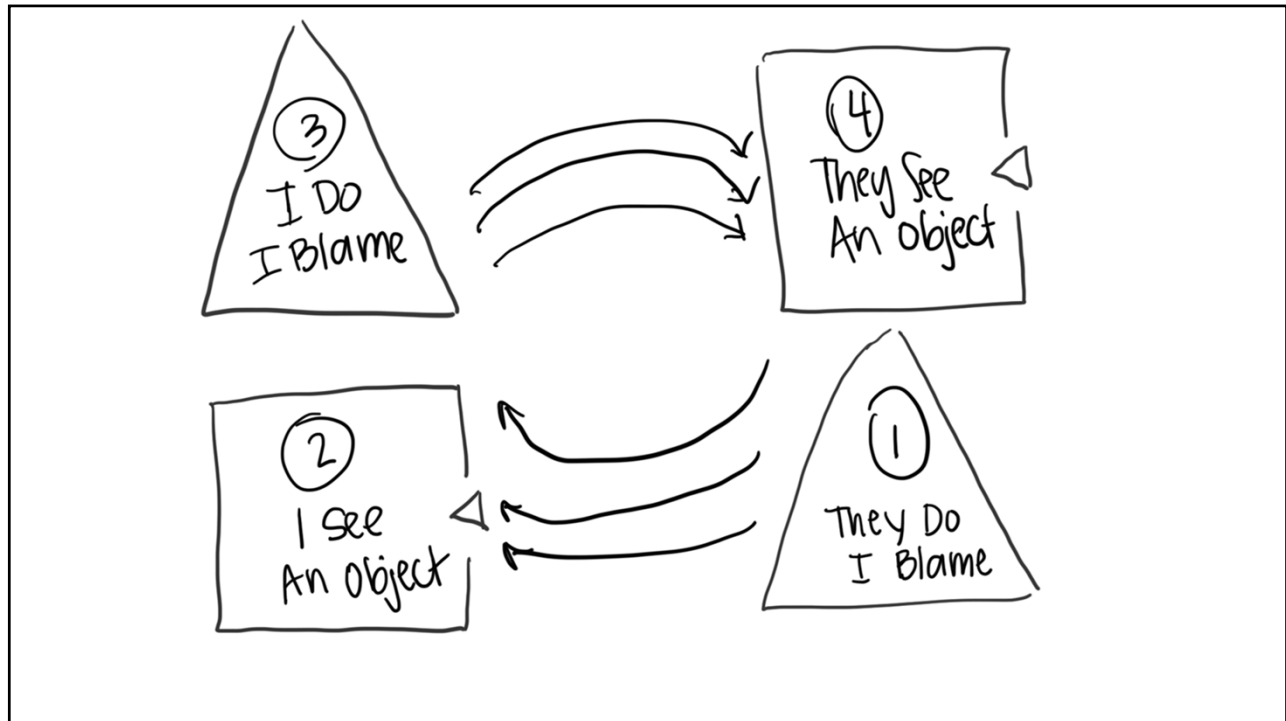 3
I DO
I Blame
4
They See
An Object
2
I See
An Object
1
They Do
I Blame